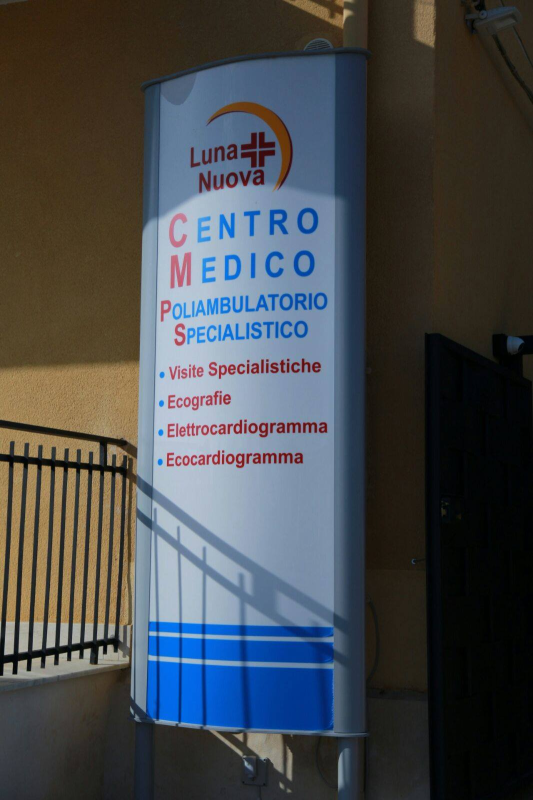 Luna
Nuova
CENTRO
MEDICO
POLIAMBULATORIO
SPECIALISTICO
• Visite Specialistiche
• Ecografie
• Elettrocardiogramma
• Ecocardiogramma